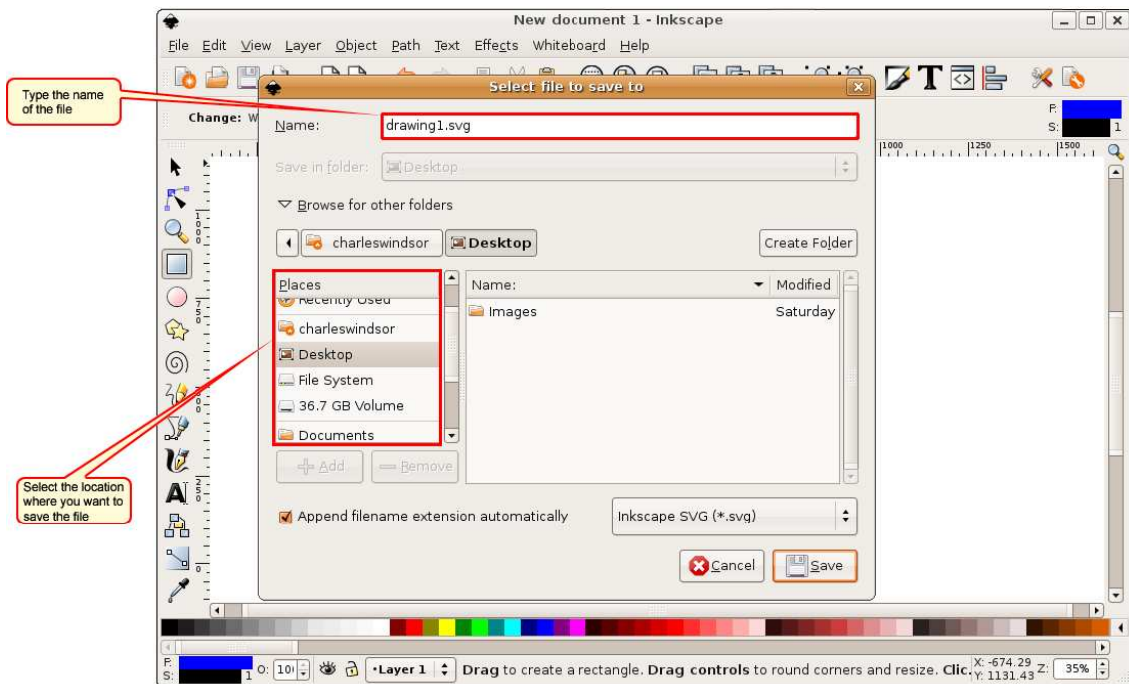 New document 1 - Inkscape
File Edit View Layer Object Path Text Effects Whiteboard Help
Select file to save to
Type the name
of the file
Change: W
Name: drawing1.svg
F:
S: 1
Save in folder: Desktop
1000 1250 1500
Browse for other folders
charleswindsor Desktop Create Folder
Places
Recently Used
charleswindsor
Desktop
File System
36.7 GB Volume
Documents
Name: Modified
Images Saturday
Add Remove
Select the location
where you want to
save the file
Append filename extension automatically Inkscape SVG (*.svg)
Cancel Save
F:
S: 1
O: 10
Layer 1
Drag to create a rectangle. Drag controls to round corners and resize. Clic.
X: -674.29
Y: 1131.43
Z: 35%